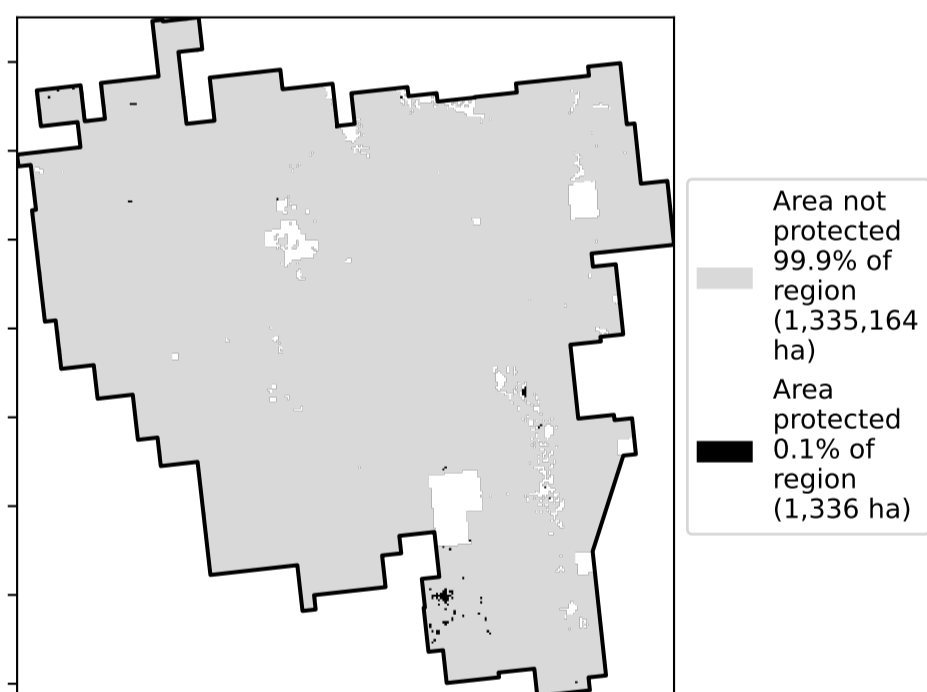 Area not
protected
99.9% of
region
(1,335,164
ha)
Area
protected
0.1% of
region
(1,336 ha)